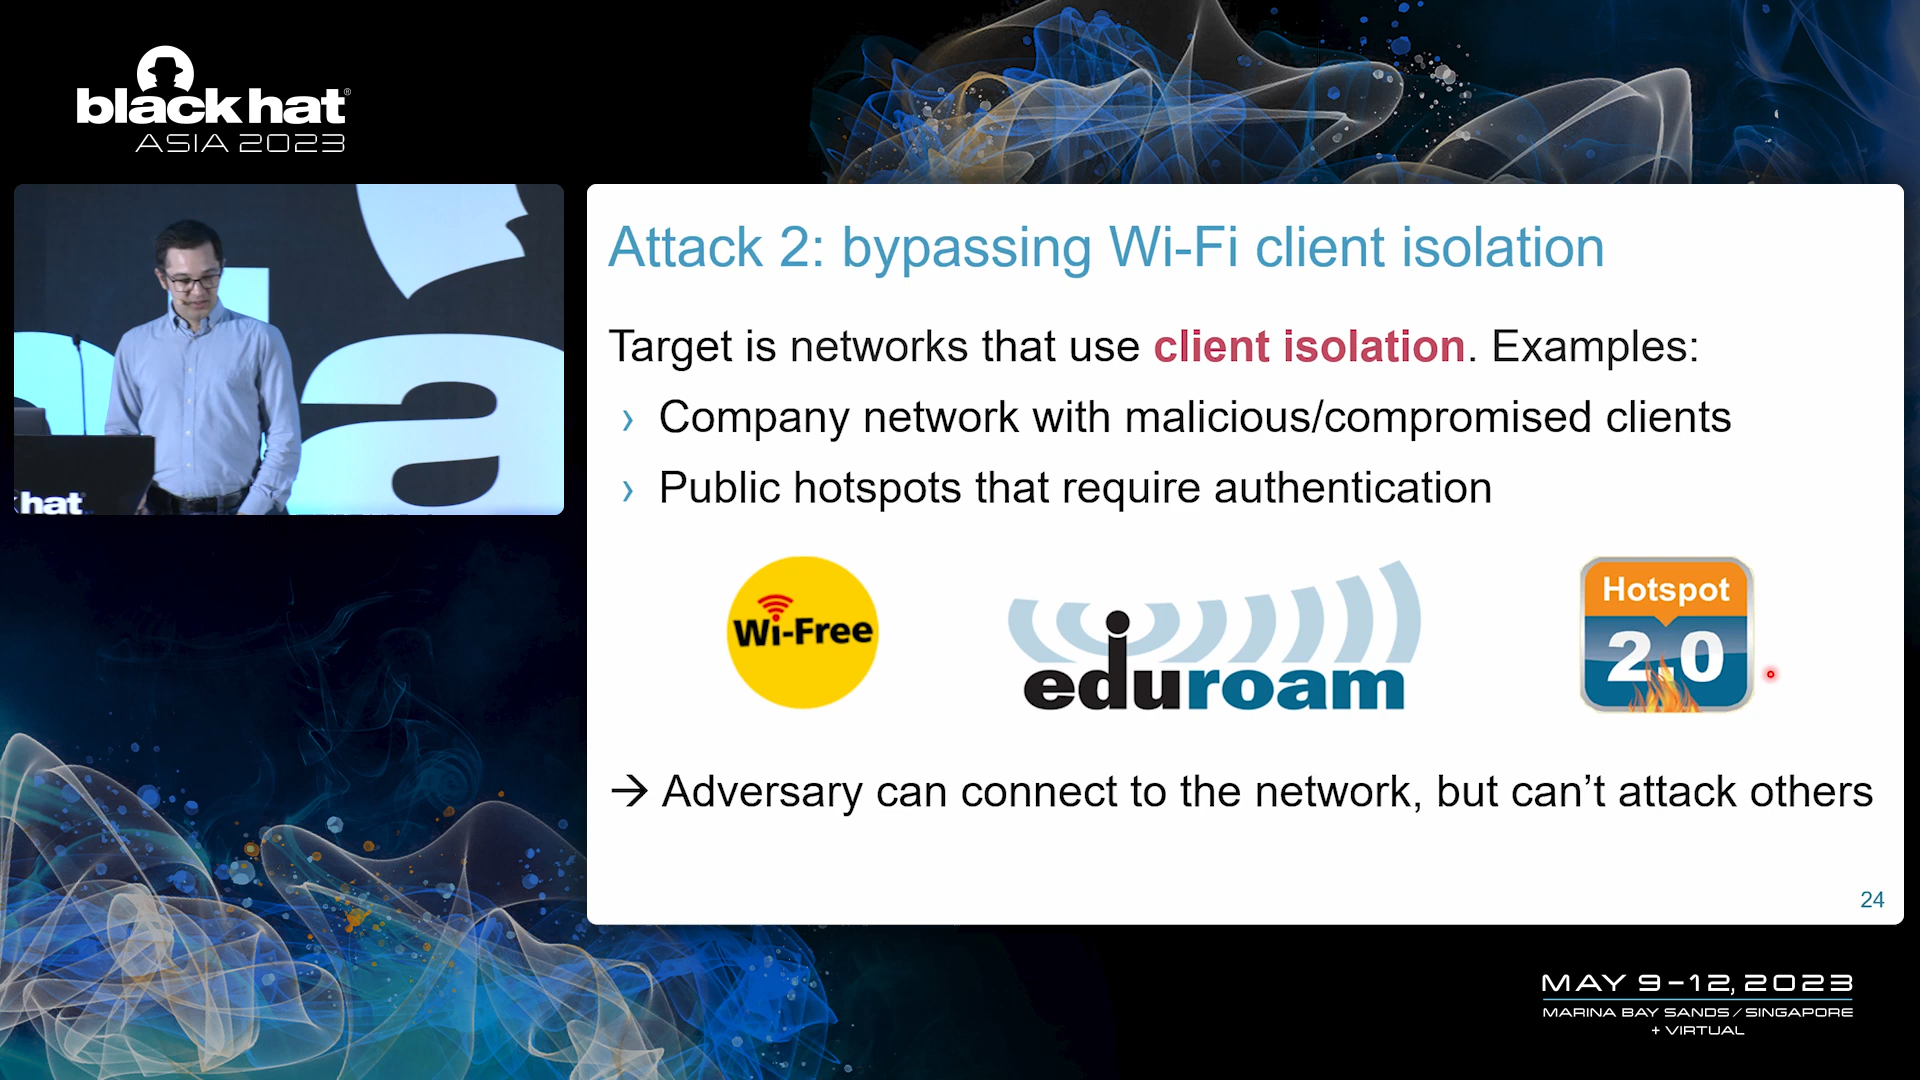 black hat®
ASIA 2023
hat
Attack 2: bypassing Wi-Fi client isolation
Target is networks that use client isolation. Examples:
› Company network with malicious/compromised clients
› Public hotspots that require authentication
Wi-Free
eduroam
Hotspot
2.0
→ Adversary can connect to the network, but can’t attack others
24
MAY 9-12, 2023
MARINA BAY SANDS / SINGAPORE
+ VIRTUAL